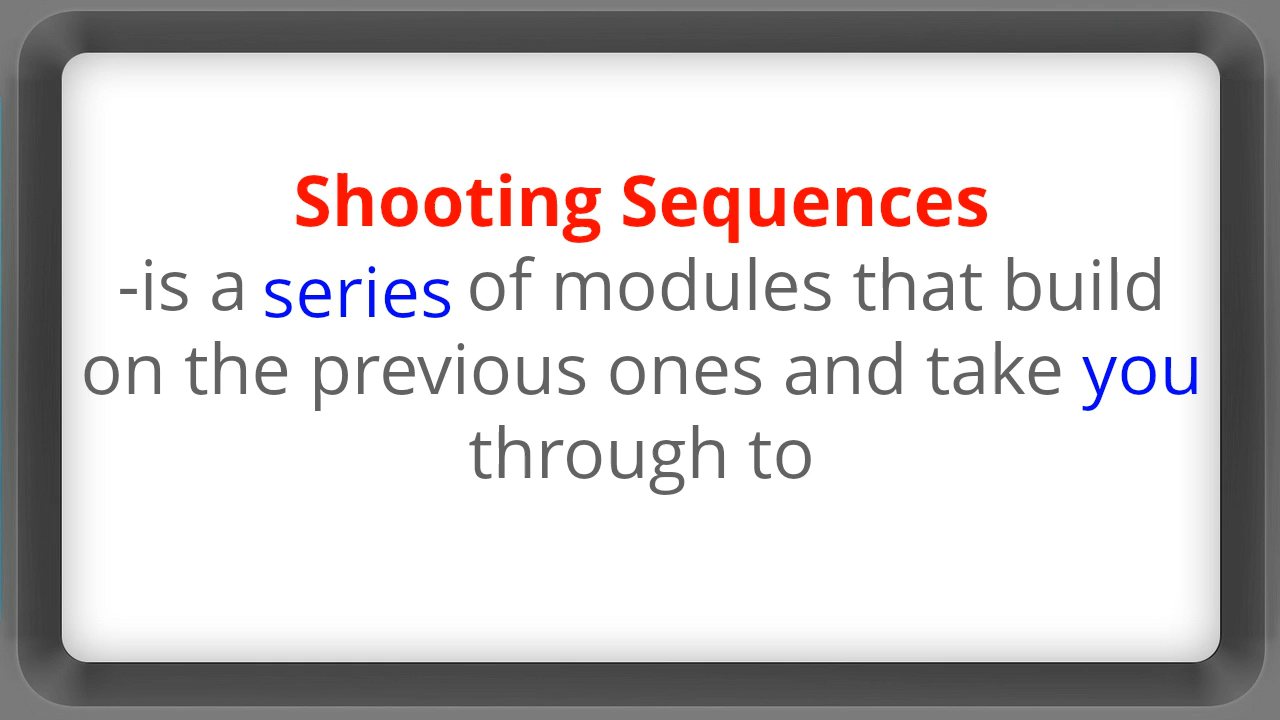 Shooting Sequences
-is a series of modules that build
on the previous ones and take you
through to